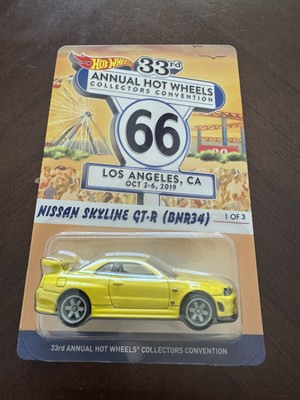 HOT WHEELS
33rd
ANNUAL HOT WHEELS
COLLECTORS CONVENTION
66
LOS ANGELES, CA
OCT 2-6, 2019
NISSAN SKYLINE GT-R (BNR34)
1 OF 3
33rd ANNUAL HOT WHEELS® COLLECTORS CONVENTION